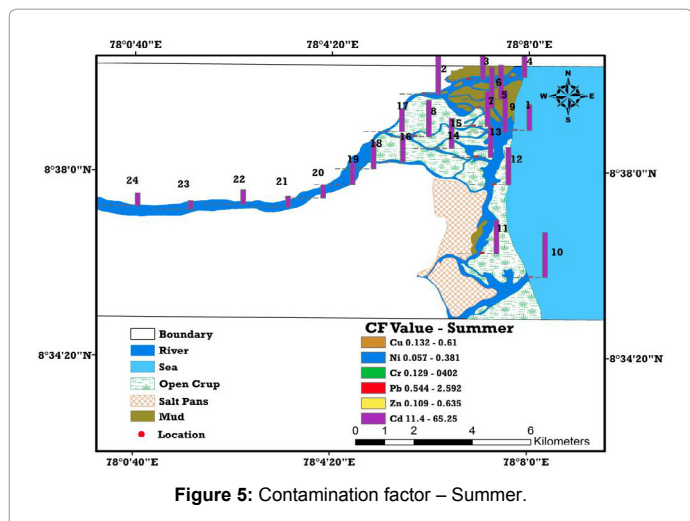 78°0'40"E 78°4'20"E 78°8'0"E
2
3
4
N
W E
S
6
5
7
9
1
17
8
15
13
14
18
16
12
8°38'0"N
8°38'0"N
19
20
24
23
22
21
11
10
Boundary
River
Sea
Open Crup
Salt Pans
Mud
Location
CF Value - Summer
Cu 0.132 - 0.61
Ni 0.057 - 0.381
Cr 0.129 - 0402
Pb 0.544 - 2.592
Zn 0.109 - 0.635
Cd 11.4 - 65.25
0 1 2 4 6
Kilometers
8°34'20"N
8°34'20"N
78°0'40"E 78°4'20"E 78°8'0"E
Figure 5: Contamination factor – Summer.